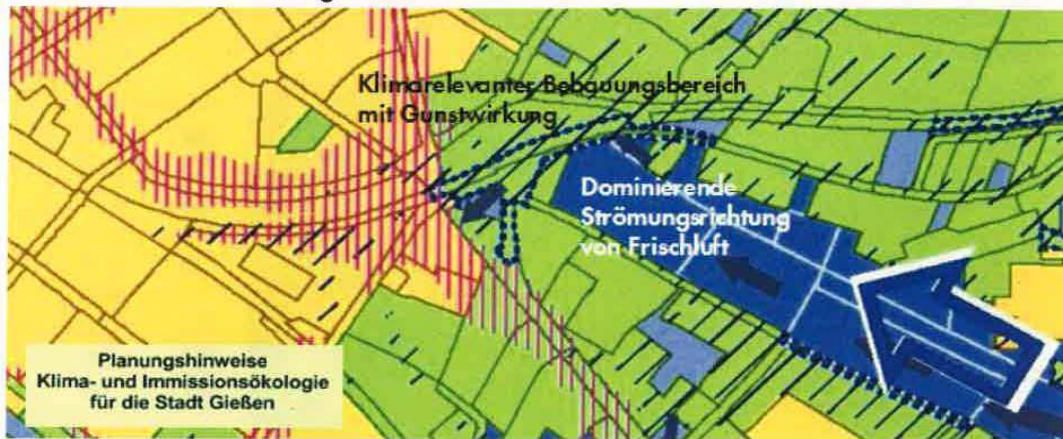 Klimarelevanter Bebauungsbereich
mit Gunstwirkung
Dominierende
Strömungsrichtung
von Frischluft
Planungshinweise
Klima- und Immissionsökologie
für die Stadt Gießen